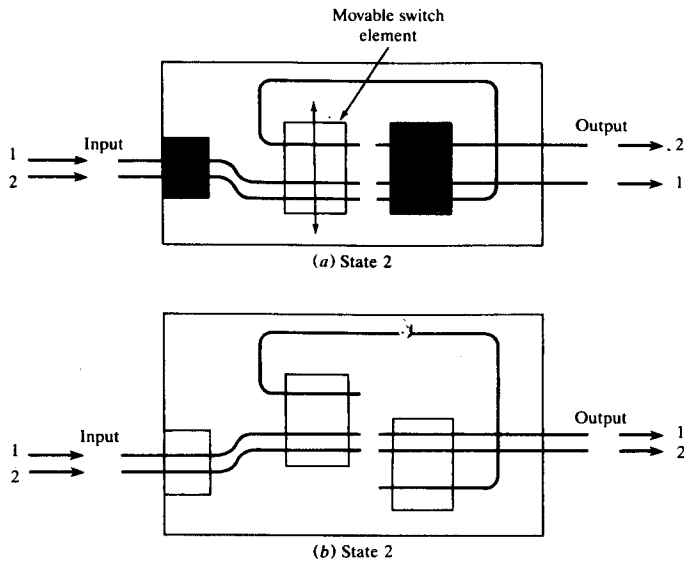 Movable switch
element
Input
Output
1
2
. 2
1
(a) State 2
Input
Output
1
2
1
2
(b) State 2